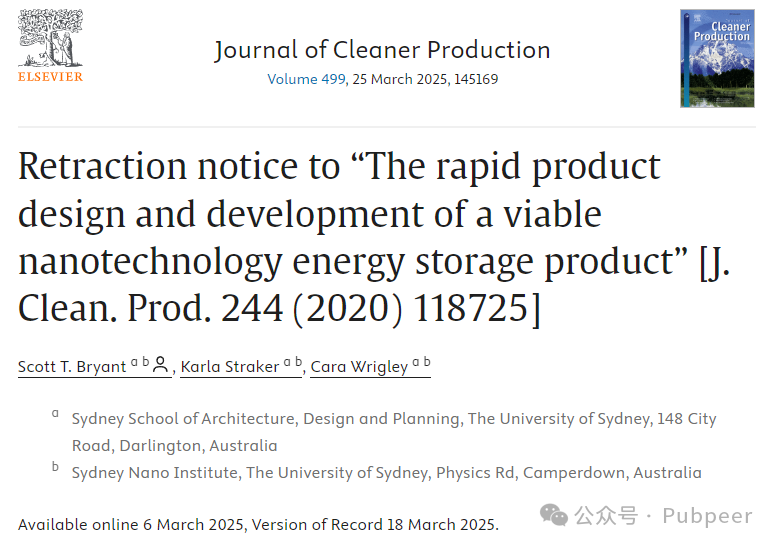 ELSEVIER
Journal of Cleaner Production
Volume 499, 25 March 2025, 145169
Cleaner
Production
Retraction notice to “The rapid product
design and development of a viable
nanotechnology energy storage product” [J.
Clean. Prod. 244 (2020) 118725]
Scott T. Bryant a b, Karla Straker a b, Cara Wrigley a b
a Sydney School of Architecture, Design and Planning, The University of Sydney, 148 City
Road, Darlington, Australia
b Sydney Nano Institute, The University of Sydney, Physics Rd, Camperdown, Australia
Available online 6 March 2025, Version of Record 18 March 2025.
公众号 · Pubpeer